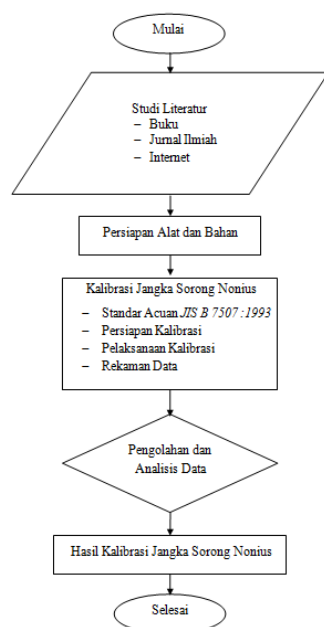 Mulai
Studi Literatur
– Buku
– Jurnal Ilmiah
– Internet
Persiapan Alat dan Bahan
Kalibrasi Jangka Sorong Nonius
– Standar Acuan JIS B 7507 : 1993
– Persiapan Kalibrasi
– Pelaksanaan Kalibrasi
– Rekaman Data
Pengolahan dan
Analisis Data
Hasil Kalibrasi Jangka Sorong Nonius
Selesai